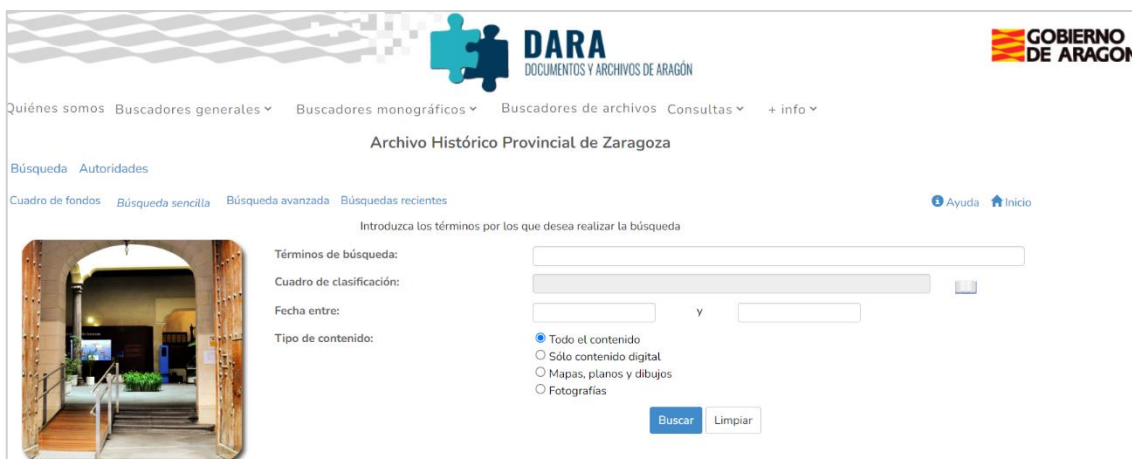 DARA
DOCUMENTOS Y ARCHIVOS DE ARAGÓN
GOBIERNO
DE ARAGON
Quiénes somos Buscadores generales Buscadores monográficos Buscadores de archivos Consultas + info
Archivo Histórico Provincial de Zaragoza
Búsqueda Autoridades
Cuadro de fondos Búsqueda sencilla Búsqueda avanzada Búsquedas recientes Ayuda Inicio
Introduzca los términos por los que desea realizar la búsqueda
Términos de búsqueda:
Cuadro de clasificación:
Fecha entre: y
Tipo de contenido: Todo el contenido
Sólo contenido digital
Mapas, planos y dibujos
Fotografías
Buscar Limpiar